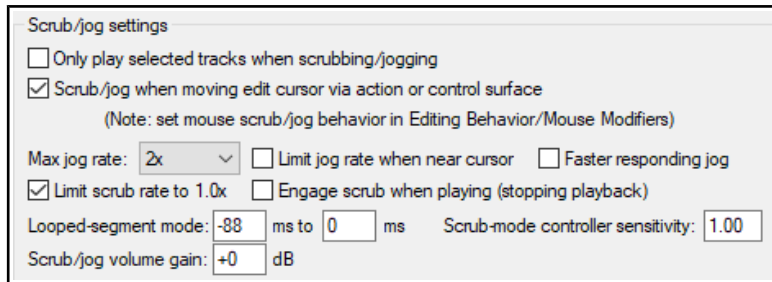 Scrub/jog settings
Only play selected tracks when scrubbing/jogging
Scrub/jog when moving edit cursor via action or control surface
(Note: set mouse scrub/jog behavior in Editing Behavior/Mouse Modifiers)
Max jog rate: 2x Limit jog rate when near cursor Faster responding jog
Limit scrub rate to 1.0x Engage scrub when playing (stopping playback)
Looped-segment mode: -88 ms to 0 ms Scrub-mode controller sensitivity: 1.00
Scrub/jog volume gain: +0 dB